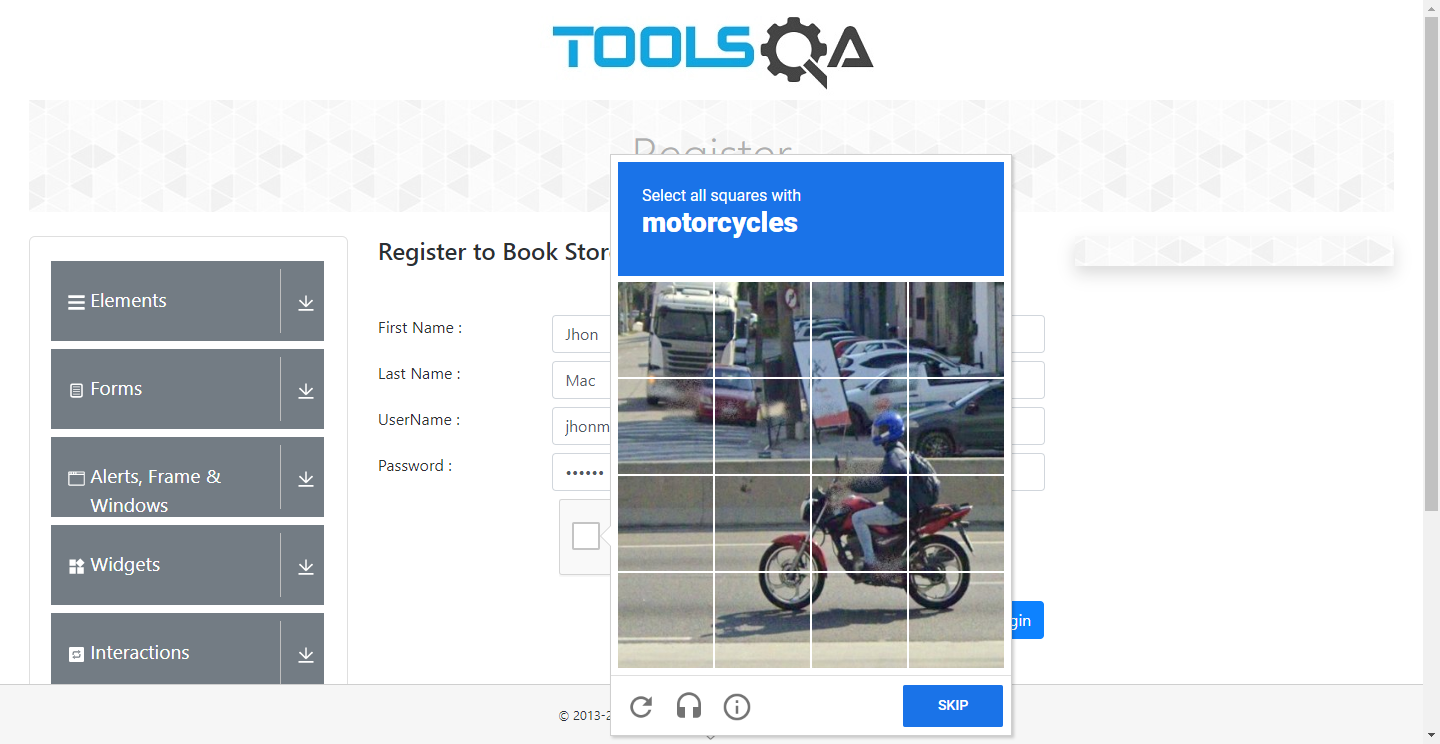 TOOLSQA
Register
Select all squares with
motorcycles
Elements
Forms
Alerts, Frame &
Windows
Widgets
Interactions
Register to Book Stor
First Name :
Jhon
Last Name :
Mac
UserName :
jhonm
Password :
••••••
gin
SKIP
© 2013-2